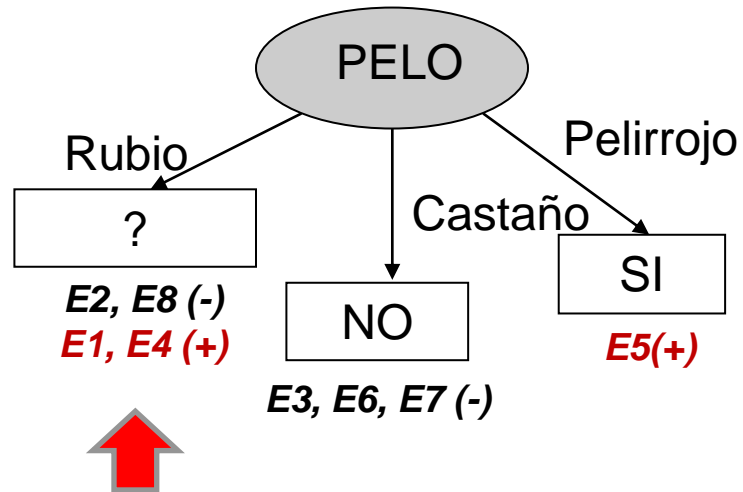 PELO
Rubio
Pelirrojo
Castaño
?
SI
NO
E2, E8 (-)
E1, E4 (+)
E5(+)
E3, E6, E7 (-)